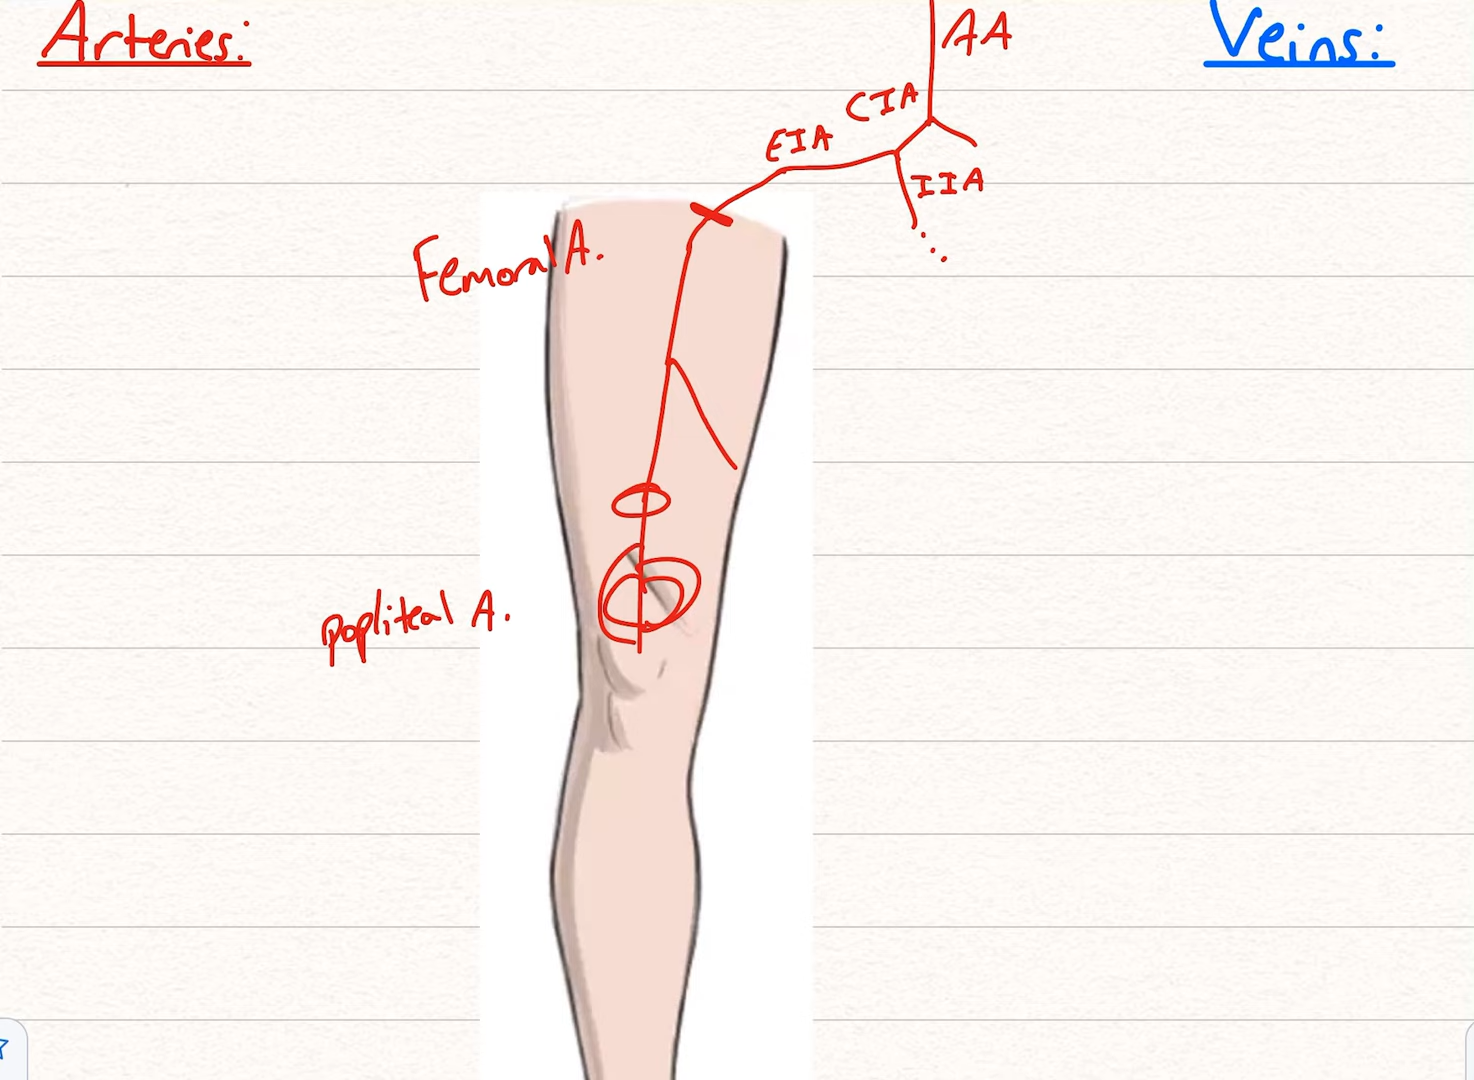 Arteries:
AA
Veins:
CIA
EIA
IIA
Femoral A.
popliteal A.